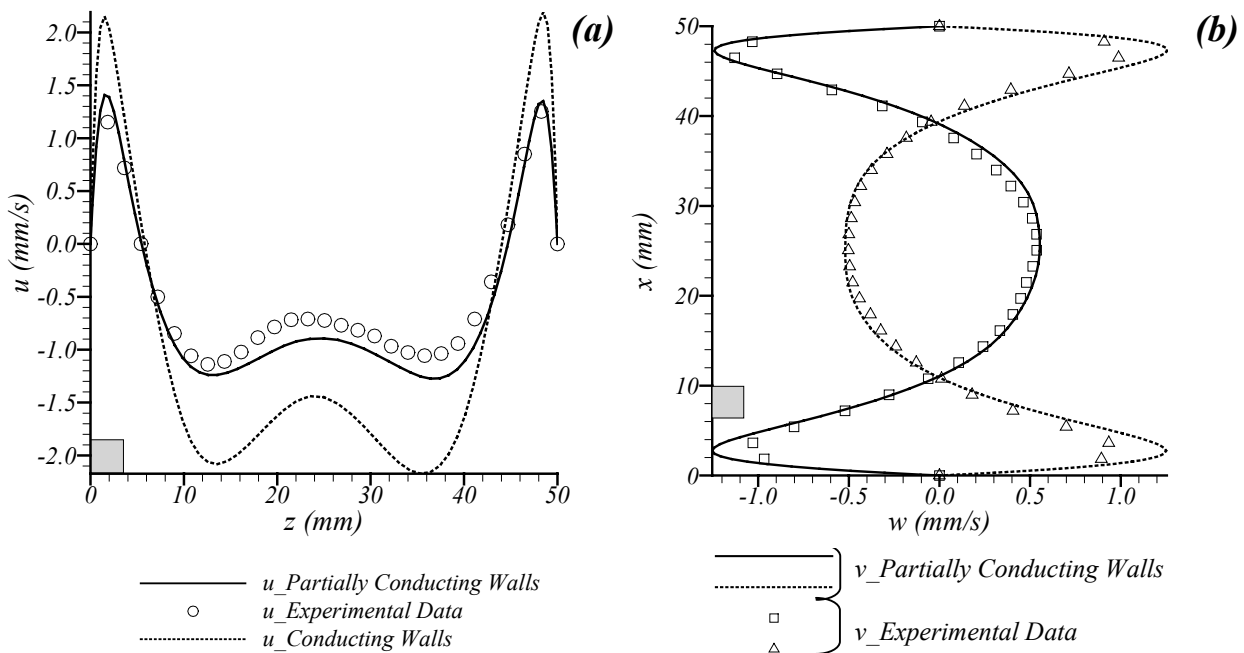 (a)
2.0
1.5
1.0
0.5
0.0
-0.5
-1.0
-1.5
-2.0
u (mm/s)
0 10 20 30 40 50
z (mm)
u_Partially Conducting Walls
u_Experimental Data
u_Conducting Walls
(b)
50
40
30
20
10
0
x (mm)
-1.0 -0.5 0.0 0.5 1.0
w (mm/s)
v_Partially Conducting Walls
v_Experimental Data